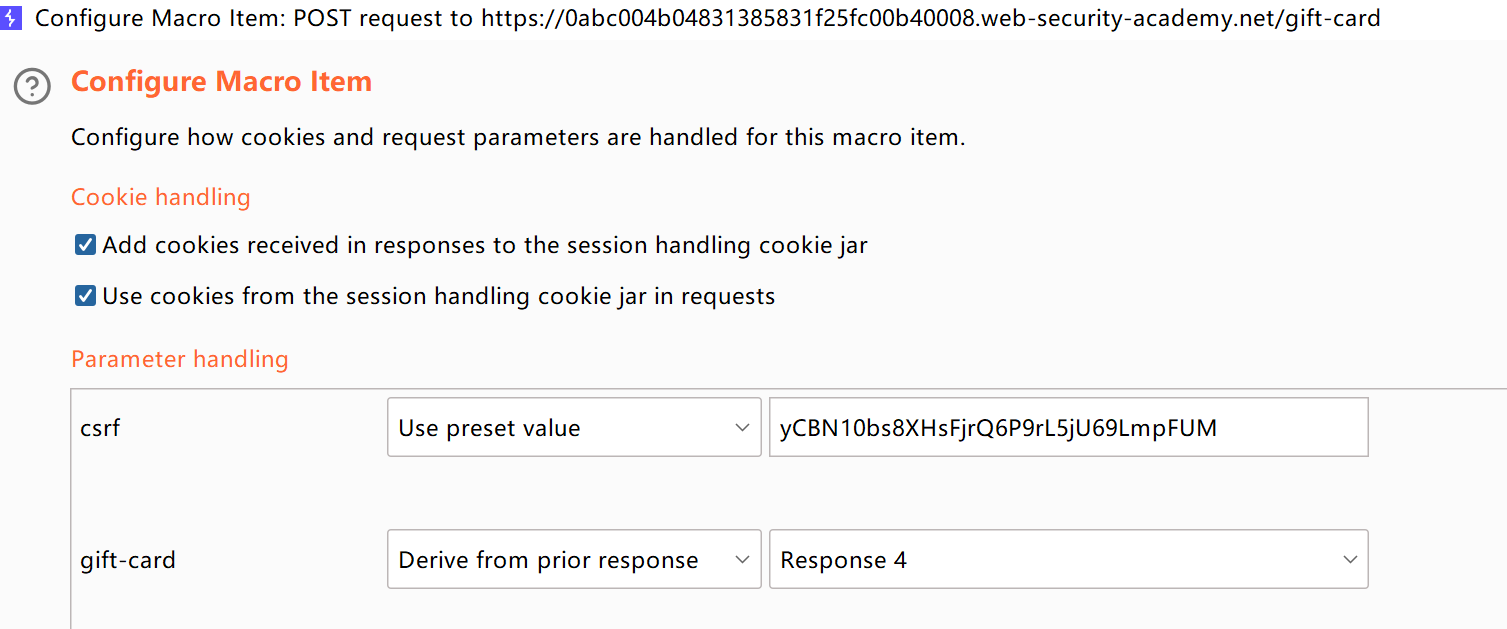 Configure Macro Item: POST request to https://0abc004b04831385831f25fc00b40008.web-security-academy.net/gift-card
?
Configure Macro Item
Configure how cookies and request parameters are handled for this macro item.
Cookie handling
Add cookies received in responses to the session handling cookie jar
Use cookies from the session handling cookie jar in requests
Parameter handling
csrf Use preset value yCBN10bs8XHsFjrQ6P9rL5jU69LmpFUM
gift-card Derive from prior response Response 4